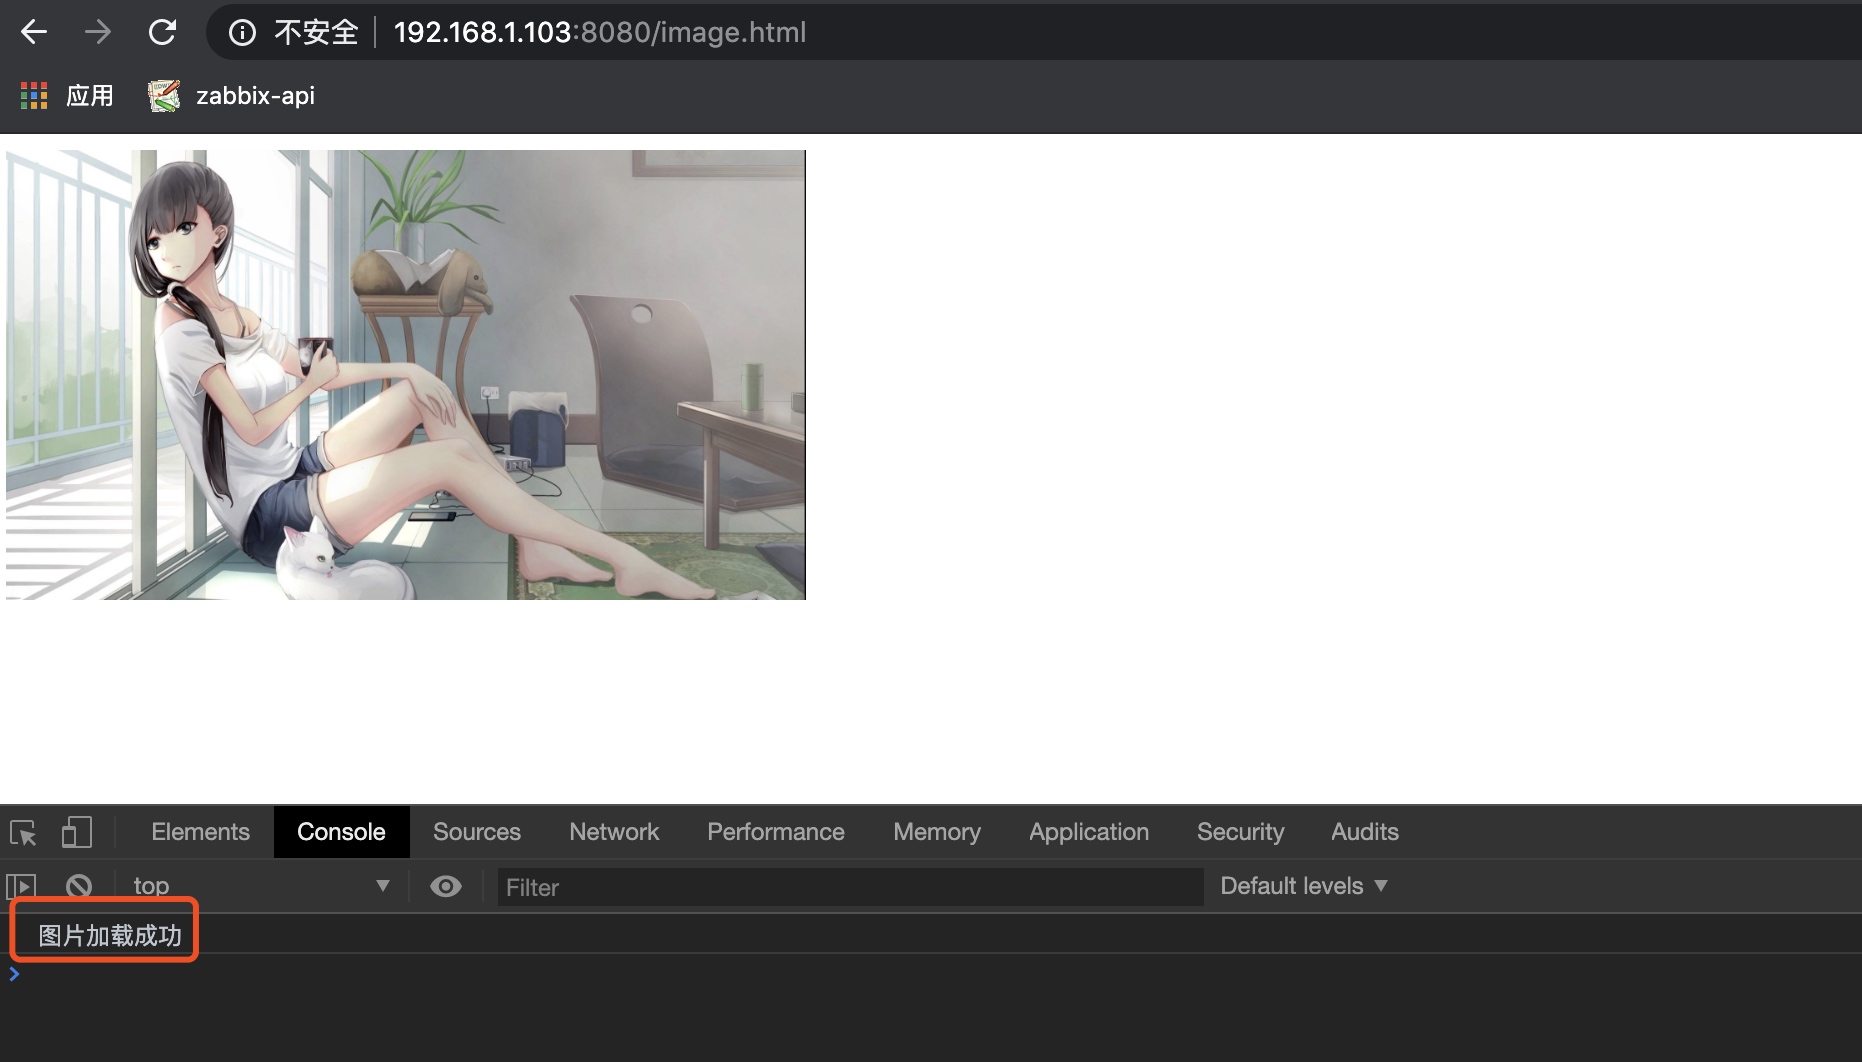 不安全 192.168.1.103:8080/image.html
应用 zabbix-api
Elements Console Sources Network Performance Memory Application Security Audits
top Filter Default levels
图片加载成功